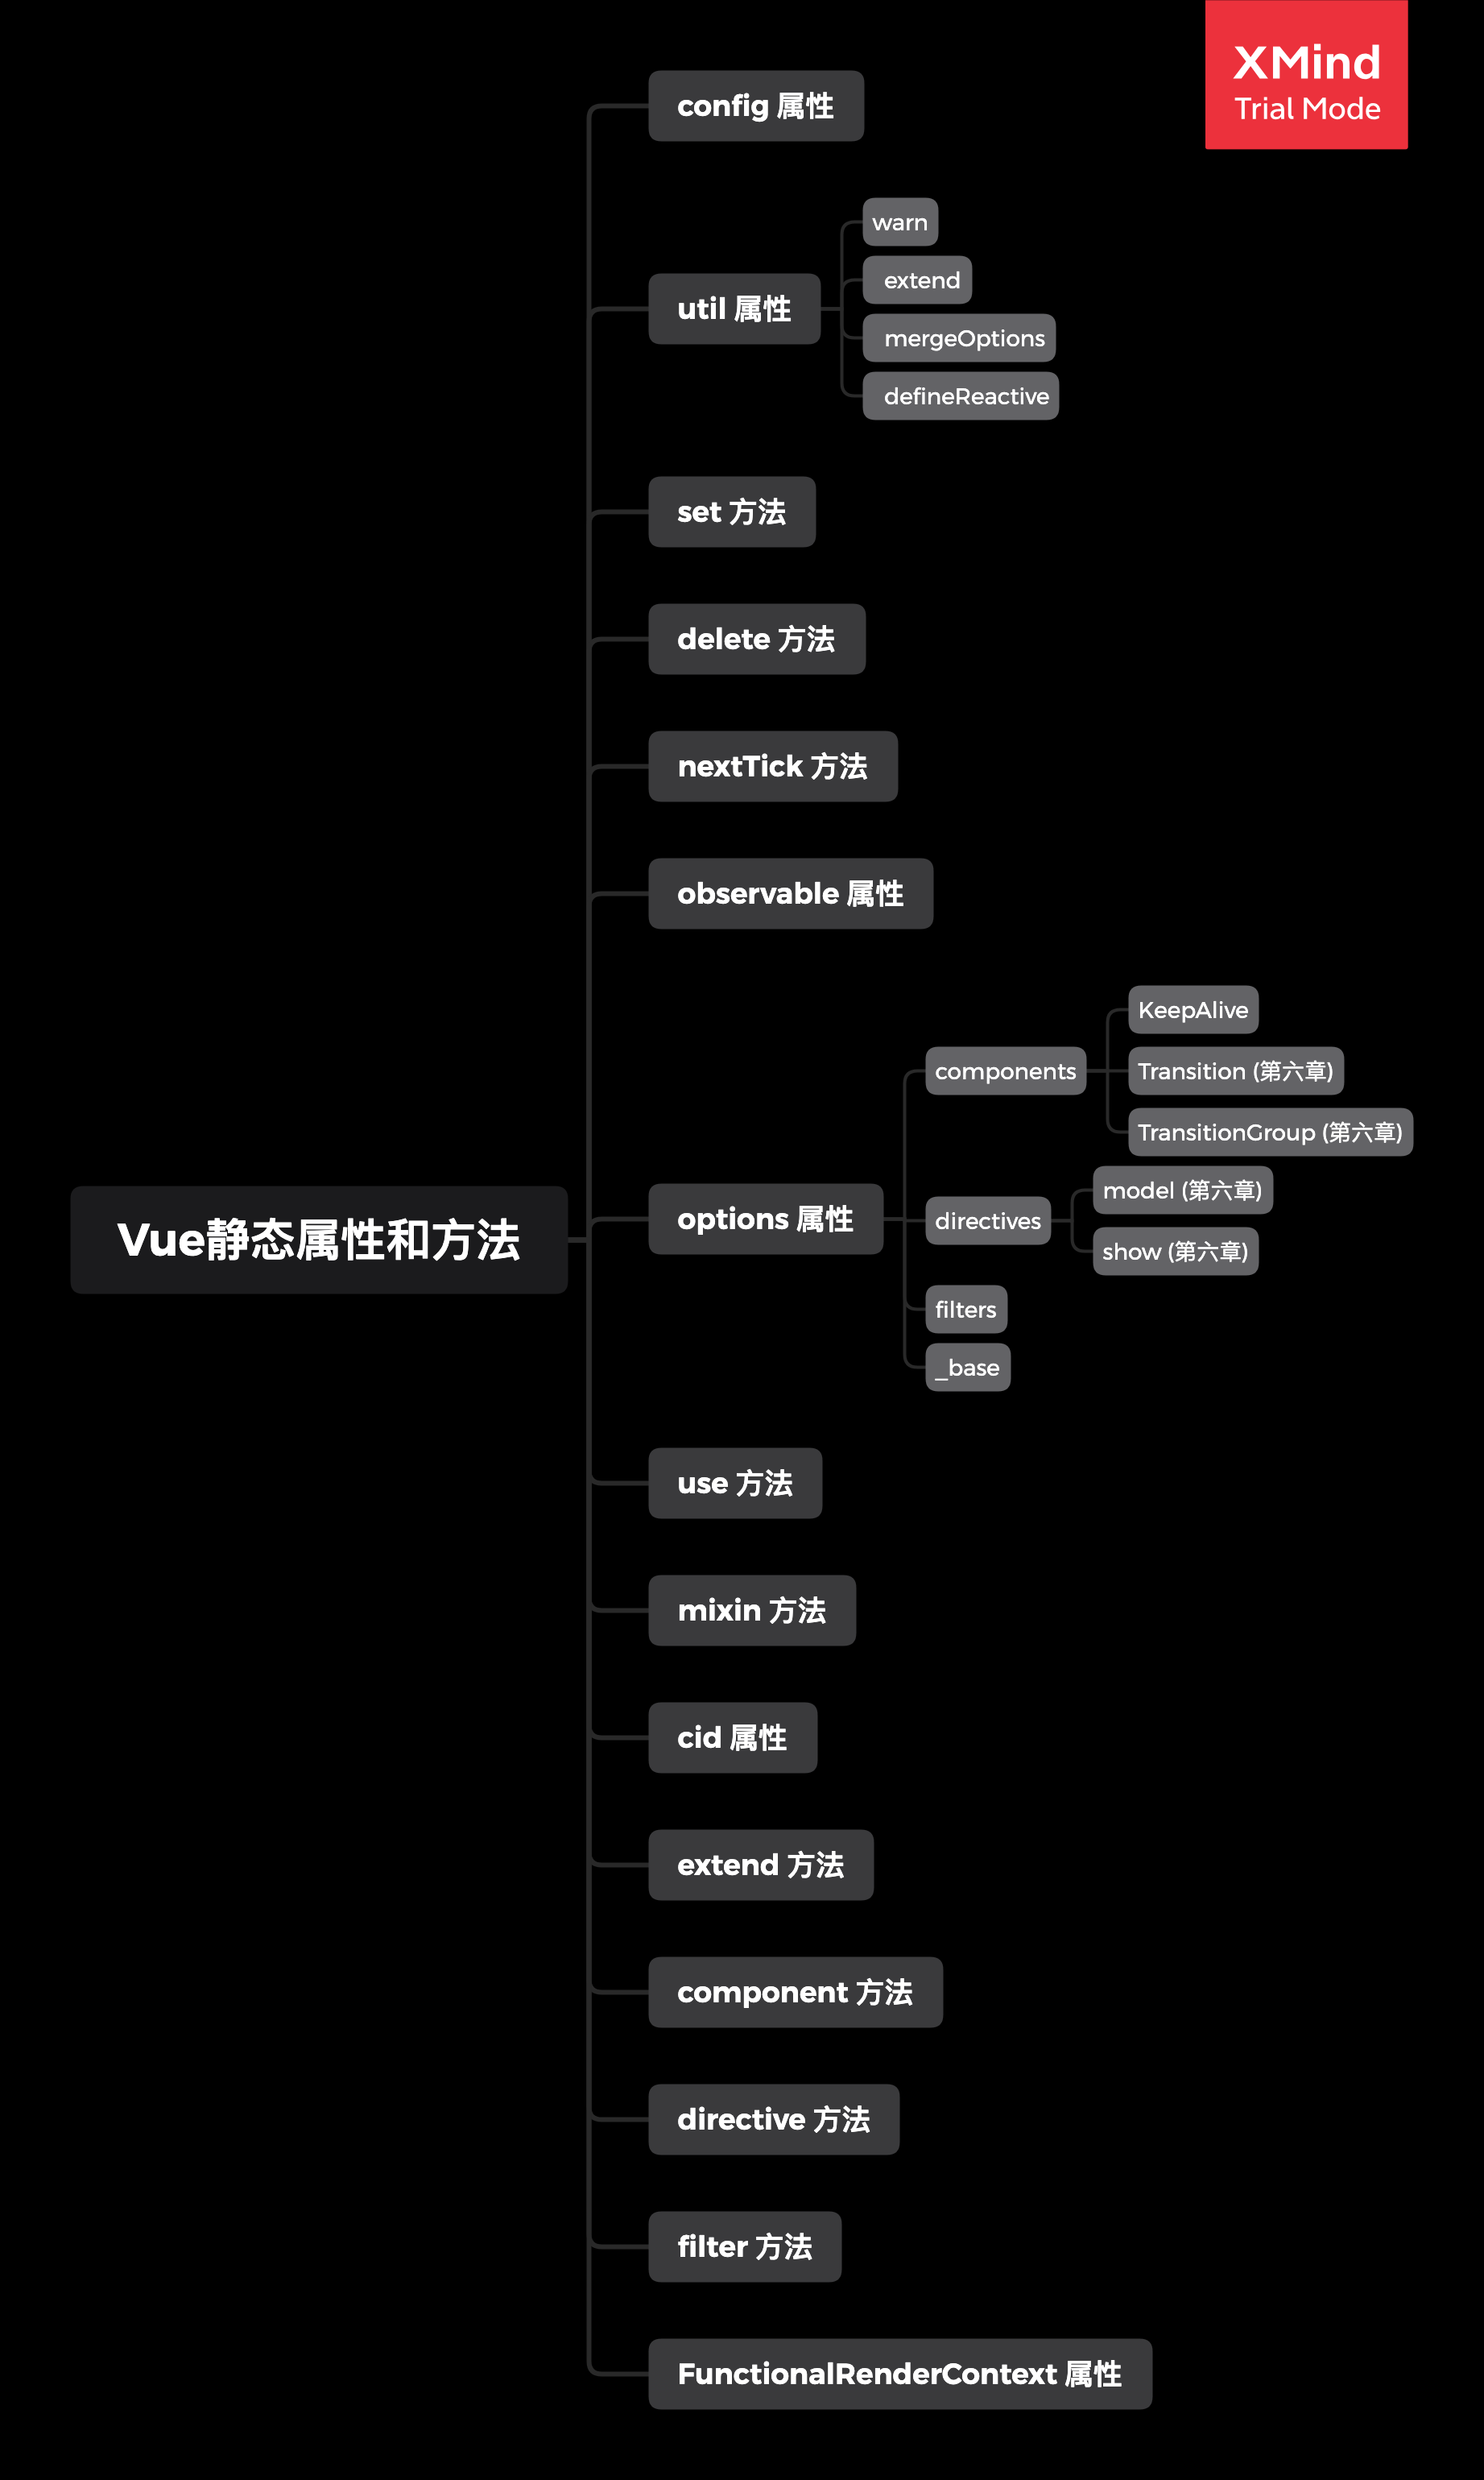 XMind
Trial Mode
config 属性
warn
extend
util 属性
mergeOptions
defineReactive
set 方法
delete 方法
nextTick 方法
observable 属性
KeepAlive
components
Transition (第六章)
TransitionGroup (第六章)
model (第六章)
options 属性
directives
Vue静态属性和方法
show (第六章)
filters
_base
use 方法
mixin 方法
cid 属性
extend 方法
component 方法
directive 方法
filter 方法
FunctionalRenderContext 属性